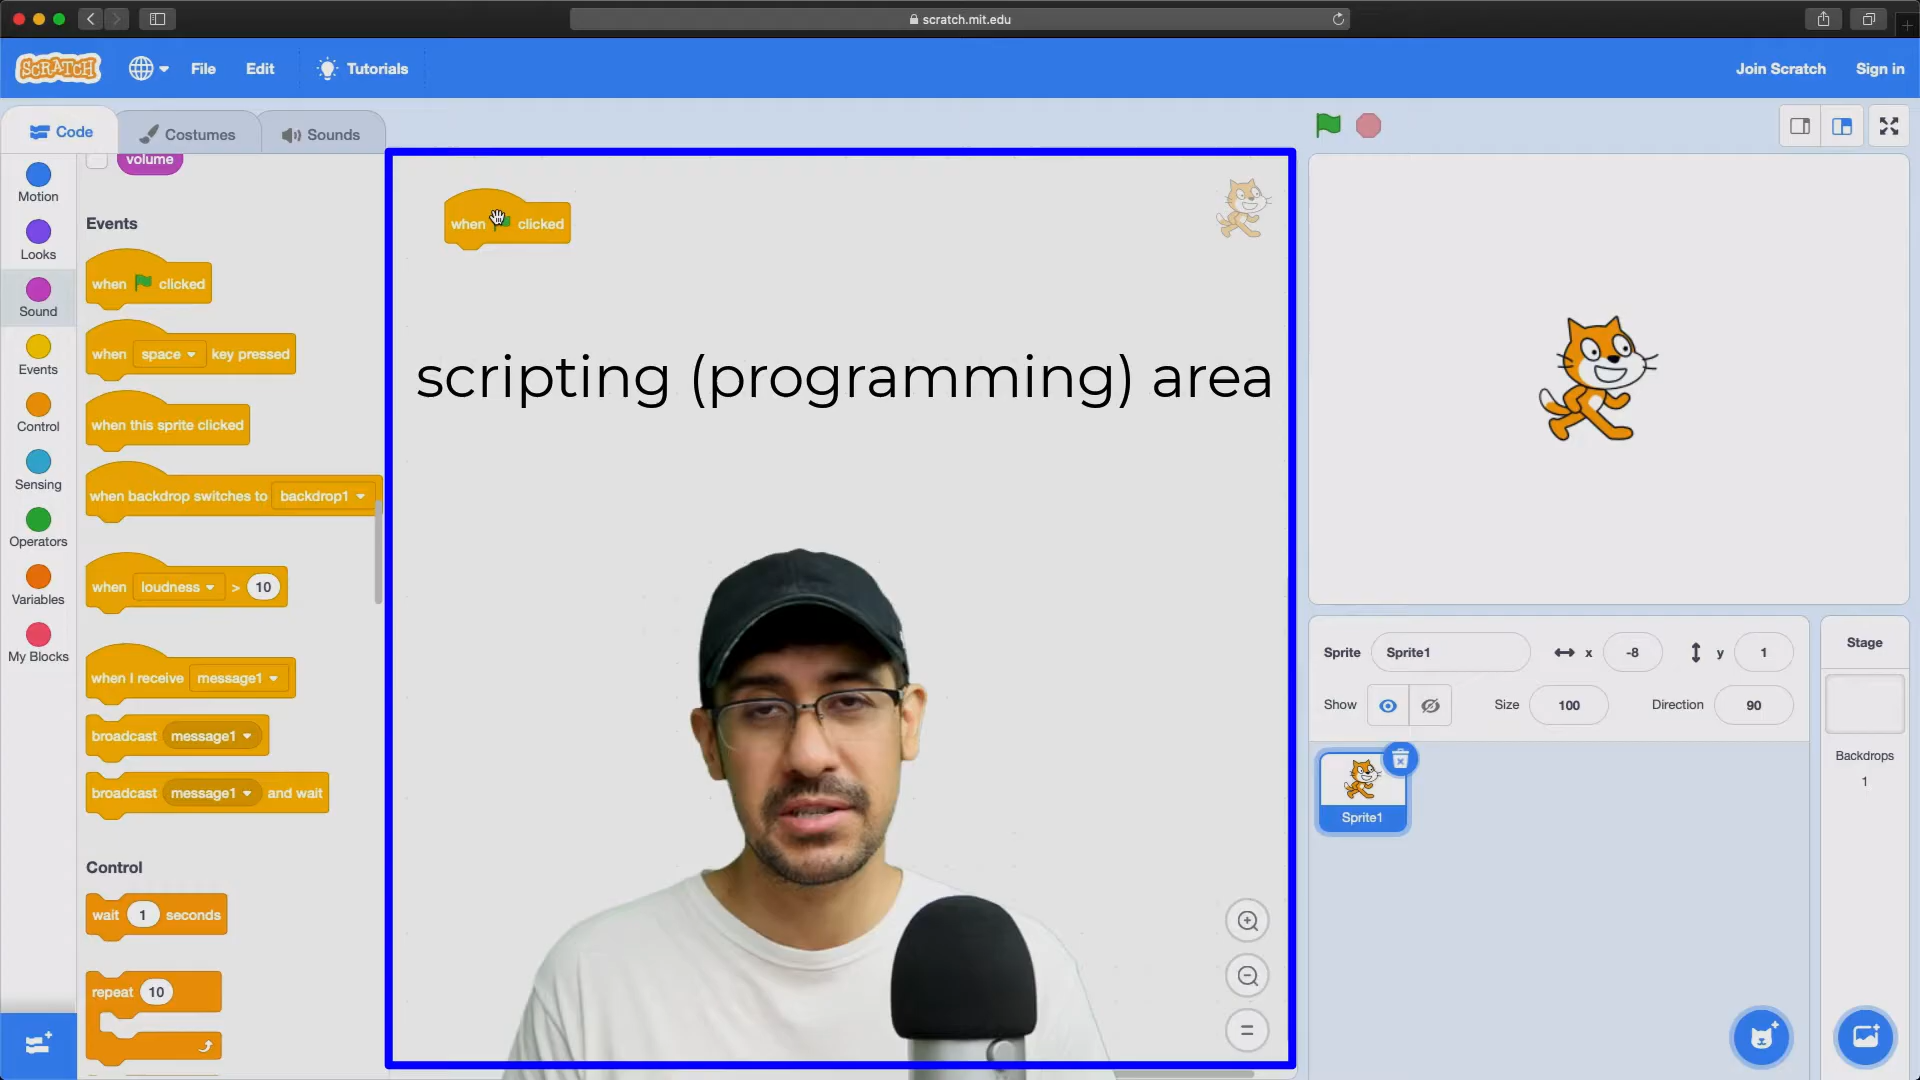 scratch.mit.edu
SCRATCH
File
Edit
Tutorials
Join Scratch
Sign in
Code
Costumes
Sounds
Motion
Looks
Sound
Events
Control
Sensing
Operators
Variables
My Blocks
volume
Events
when clicked
when space key pressed
when this sprite clicked
when backdrop switches to backdrop1
when loudness > 10
when I receive message1
broadcast message1
broadcast message1 and wait
Control
wait 1 seconds
repeat 10
when clicked
scripting (programming) area
Sprite Sprite1 x -8 y 1
Show Size 100 Direction 90
Sprite1
Stage
Backdrops
1